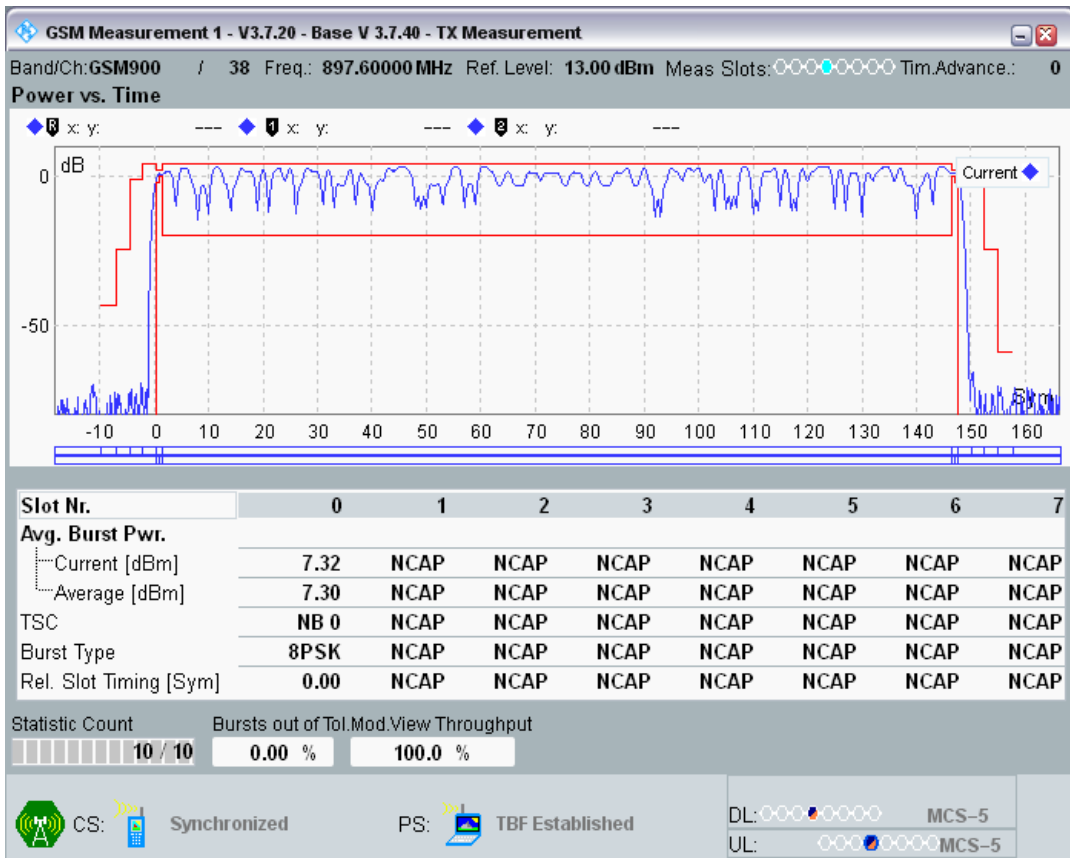 GSM Measurement 1 - V3.7.20 - Base V 3.7.40 - TX Measurement
Band/Ch:GSM900 / 38 Freq.: 897.60000 MHz Ref. Level: 13.00 dBm Meas Slots: Tim.Advance.: 0
Power vs. Time
R x: y: --- 1 x: y: --- 2 x: y: ---
dB
Current
0
-50
Sym
-10 0 10 20 30 40 50 60 70 80 90 100 110 120 130 140 150 160
Slot Nr. 0 1 2 3 4 5 6 7
Avg. Burst Pwr.
Current [dBm] 7.32 NCAP NCAP NCAP NCAP NCAP NCAP NCAP
Average [dBm] 7.30 NCAP NCAP NCAP NCAP NCAP NCAP NCAP
TSC NB 0 NCAP NCAP NCAP NCAP NCAP NCAP NCAP
Burst Type 8PSK NCAP NCAP NCAP NCAP NCAP NCAP NCAP
Rel. Slot Timing [Sym] 0.00 NCAP NCAP NCAP NCAP NCAP NCAP NCAP
Statistic Count Bursts out of Tol. Mod.View Throughput
10 / 10 0.00 % 100.0 %
CS: Synchronized PS: TBF Established
DL: MCS-5
UL: MCS-5